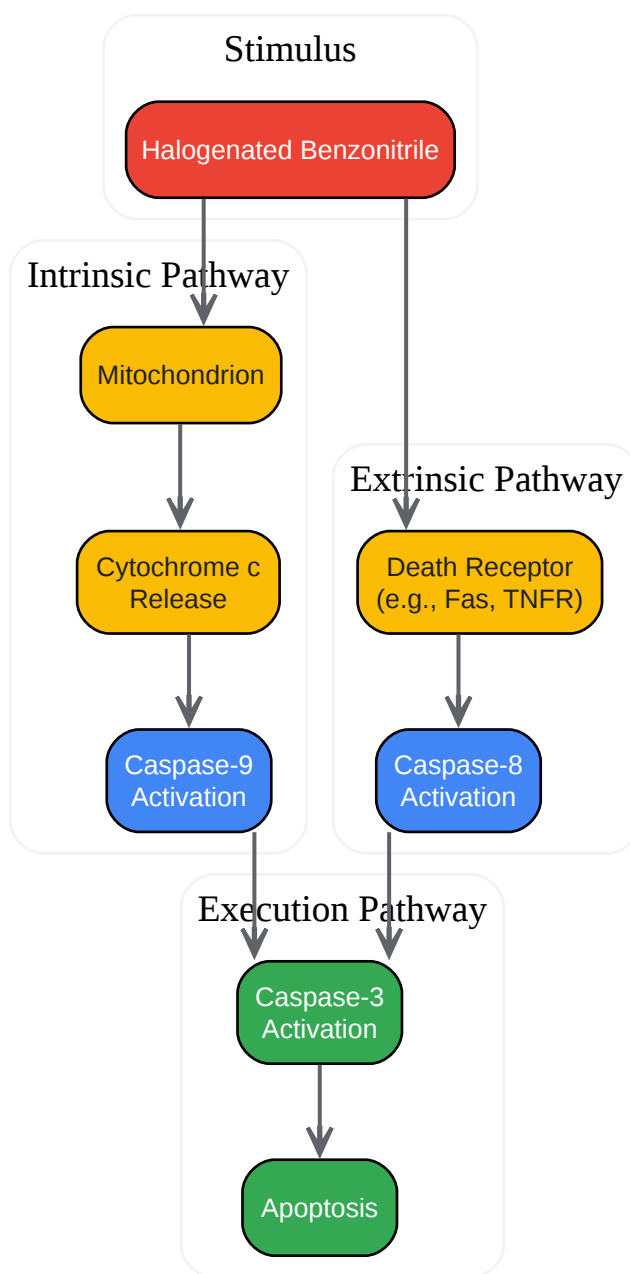 Stimulus
Halogenated Benzonitrile
Intrinsic Pathway
Mitochondrion
Cytochrome c
Release
Caspase-9
Activation
Extrinsic Pathway
Death Receptor
(e.g., Fas, TNFR)
Caspase-8
Activation
Execution Pathway
Caspase-3
Activation
Apoptosis